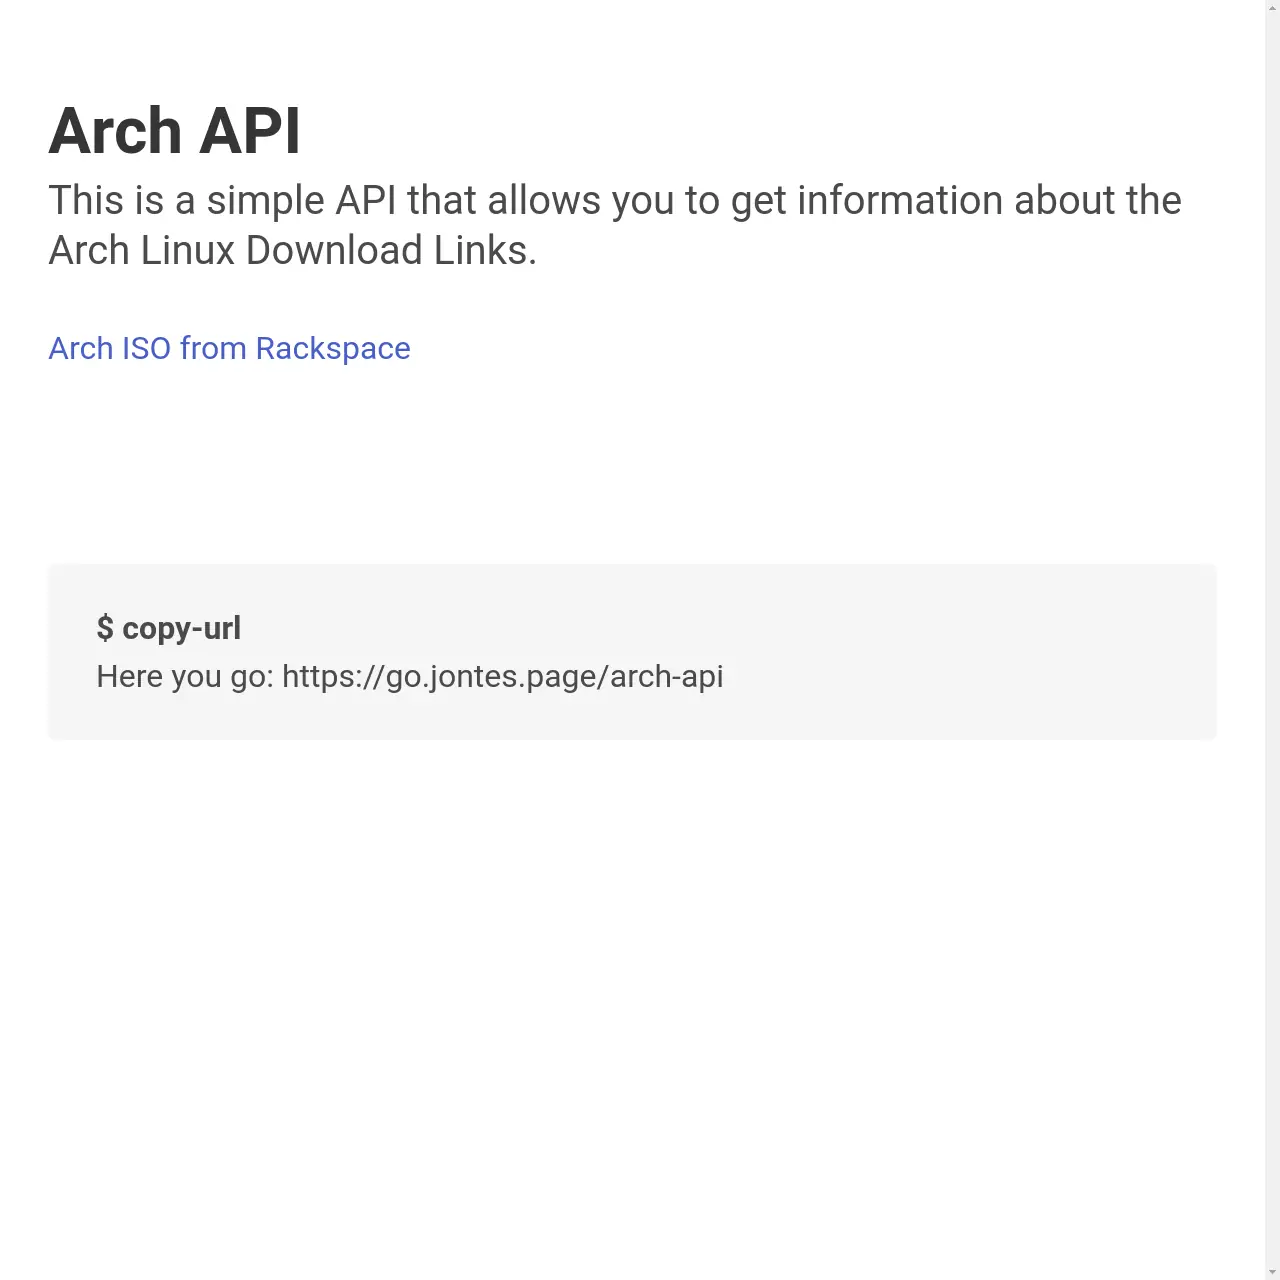 Arch API
This is a simple API that allows you to get information about the
Arch Linux Download Links.
Arch ISO from Rackspace
$ copy-url
Here you go: https://go.jontes.page/arch-api